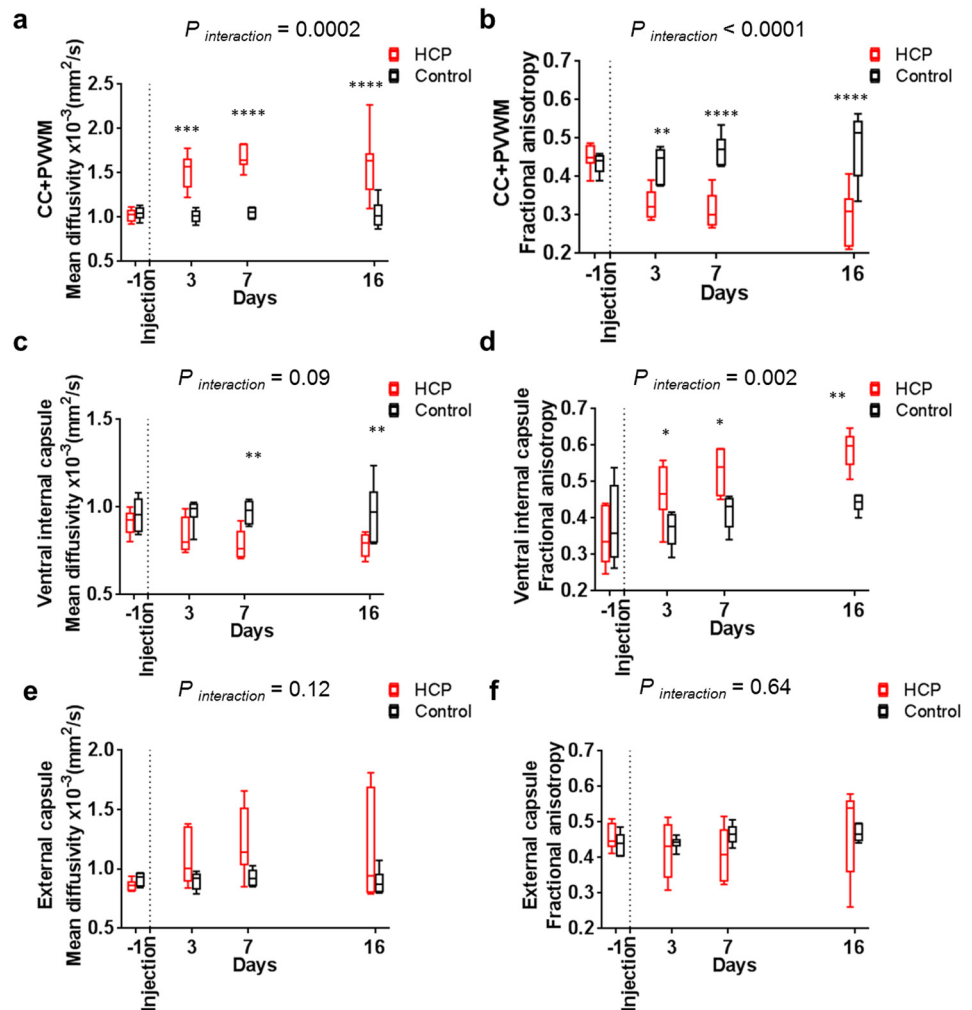 a
P interaction = 0.0002
HCP
Control
CC+PVWM
Mean diffusivity x10⁻³(mm²/s)
2.5
2.0
1.5
1.0
0.5
***
****
****
-1
3
7
16
Injection
Days
b
P interaction < 0.0001
HCP
Control
CC+PVWM
Fractional anisotropy
0.6
0.5
0.4
0.3
0.2
**
****
****
-1
3
7
16
Injection
Days
c
P interaction = 0.09
HCP
Control
Ventral internal capsule
Mean diffusivity x10⁻³(mm²/s)
1.5
1.0
0.5
**
**
-1
3
7
16
Injection
Days
d
P interaction = 0.002
HCP
Control
Ventral internal capsule
Fractional anisotropy
0.7
0.6
0.5
0.4
0.3
0.2
*
*
**
-1
3
7
16
Injection
Days
e
P interaction = 0.12
HCP
Control
External capsule
Mean diffusivity x10⁻³(mm²/s)
2.0
1.5
1.0
0.5
-1
3
7
16
Injection
Days
f
P interaction = 0.64
HCP
Control
External capsule
Fractional anisotropy
0.7
0.6
0.5
0.4
0.3
0.2
-1
3
7
16
Injection
Days